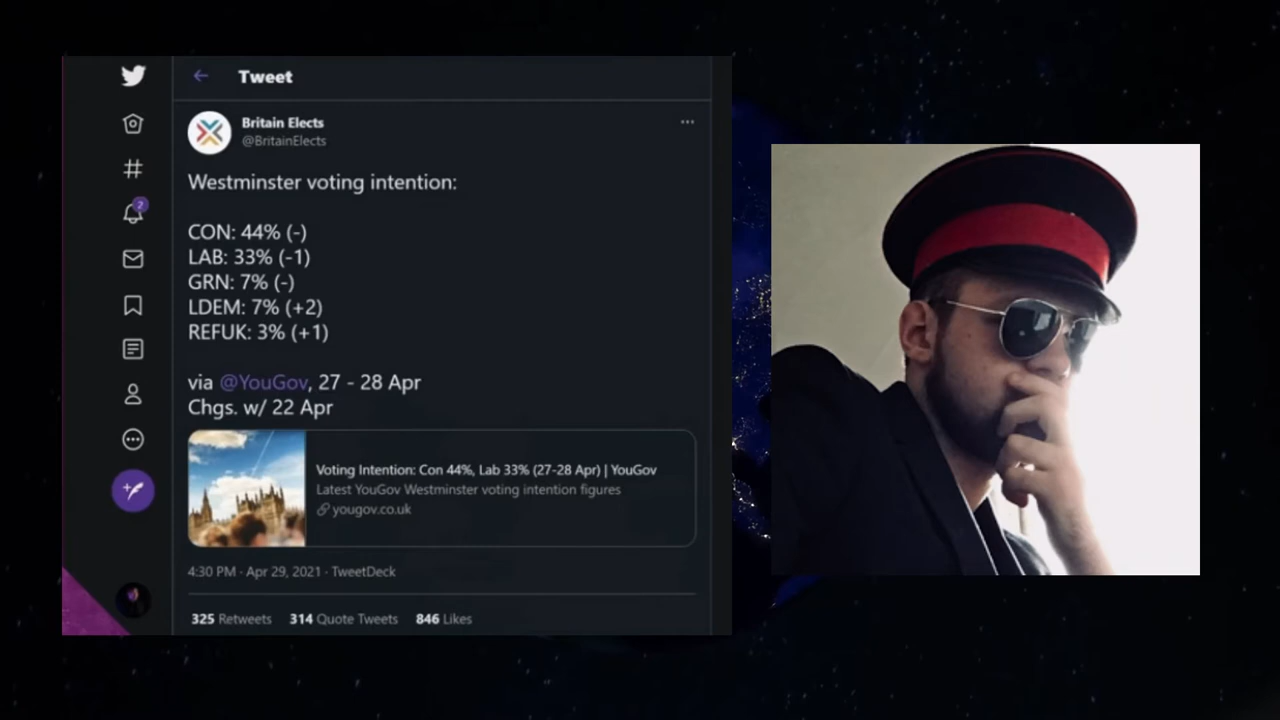 Tweet
Britain Elects
@BritainElects
2
Westminster voting intention:
CON: 44% (-)
LAB: 33% (-1)
GRN: 7% (-)
LDEM: 7% (+2)
REFUK: 3% (+1)
via @YouGov, 27 - 28 Apr
Chgs. w/ 22 Apr
Voting Intention: Con 44%, Lab 33% (27-28 Apr) | YouGov
Latest YouGov Westminster voting intention figures
yougov.co.uk
4:30 PM · Apr 29, 2021 · TweetDeck
325 Retweets 314 Quote Tweets 846 Likes